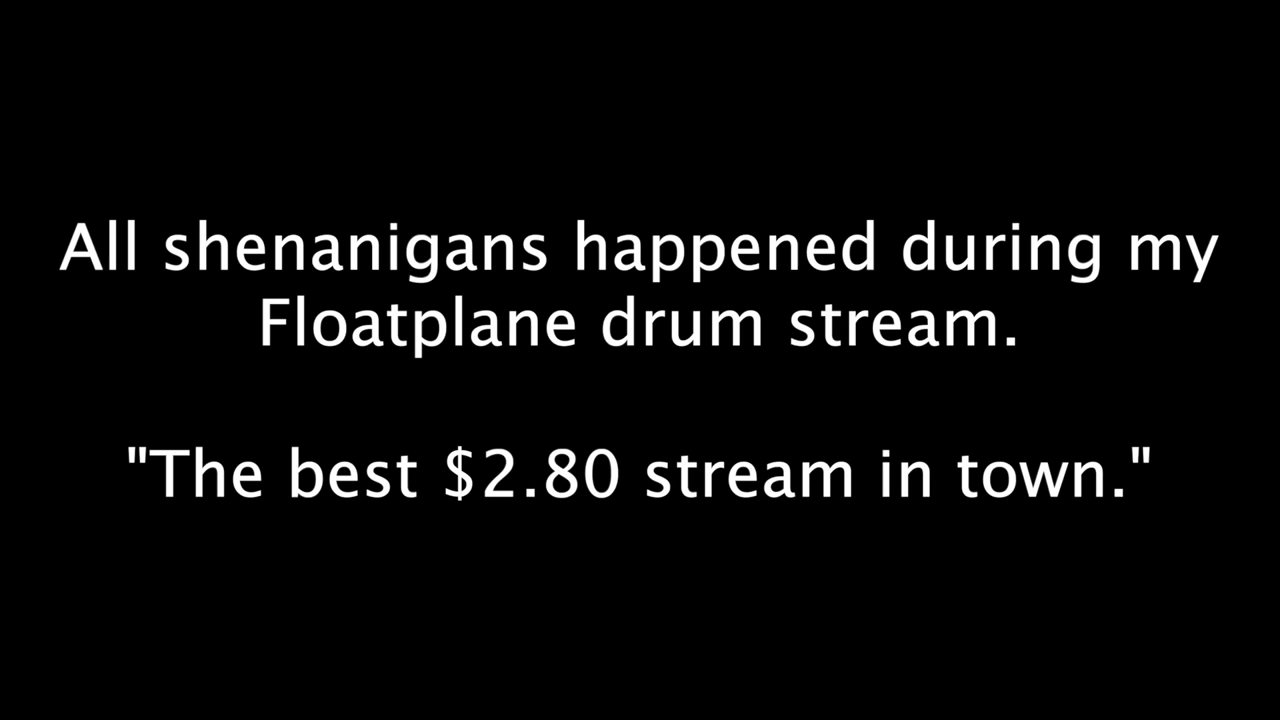 All shenanigans happened during my
Floatplane drum stream.
"The best $2.80 stream in town."